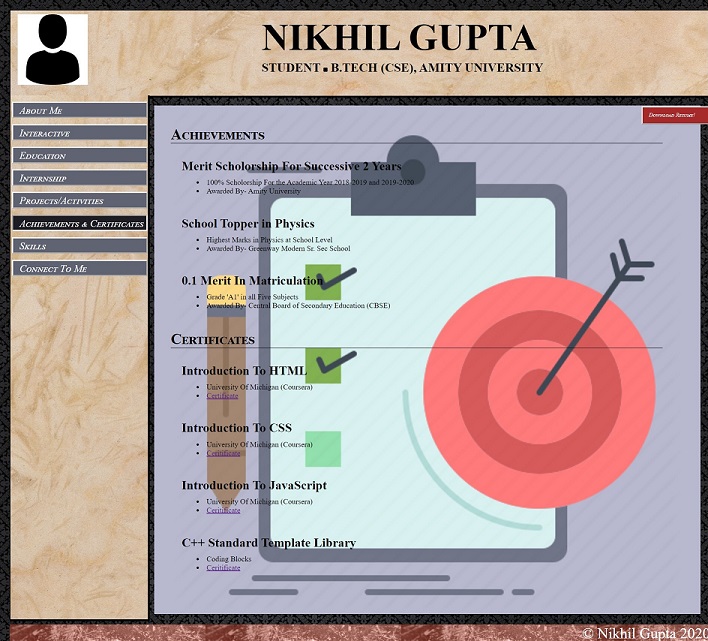 NIKHIL GUPTA
STUDENT ■ B.TECH (CSE), AMITY UNIVERSITY
About Me
Interactive
Education
Internship
Projects/Activities
Achievements & Certificates
Skills
Connect To Me
Download Resume!
Achievements
Merit Scholorship For Successive 2 Years
100% Scholorship For the Academic Year 2018-2019 and 2019-2020
Awarded By- Amity University
School Topper in Physics
Highest Marks in Physics at School Level
Awarded By- Greenway Modern Sr. Sec School
0.1 Merit In Matriculation
Grade 'A1' in all Five Subjects
Awarded By- Central Board of Secondary Education (CBSE)
Certificates
Introduction To HTML
University Of Michigan (Coursera)
Certificate
Introduction To CSS
University Of Michigan (Coursera)
Certificate
Introduction To JavaScript
University Of Michigan (Coursera)
Certificate
C++ Standard Template Library
Coding Blocks
Certificate
© Nikhil Gupta 2020